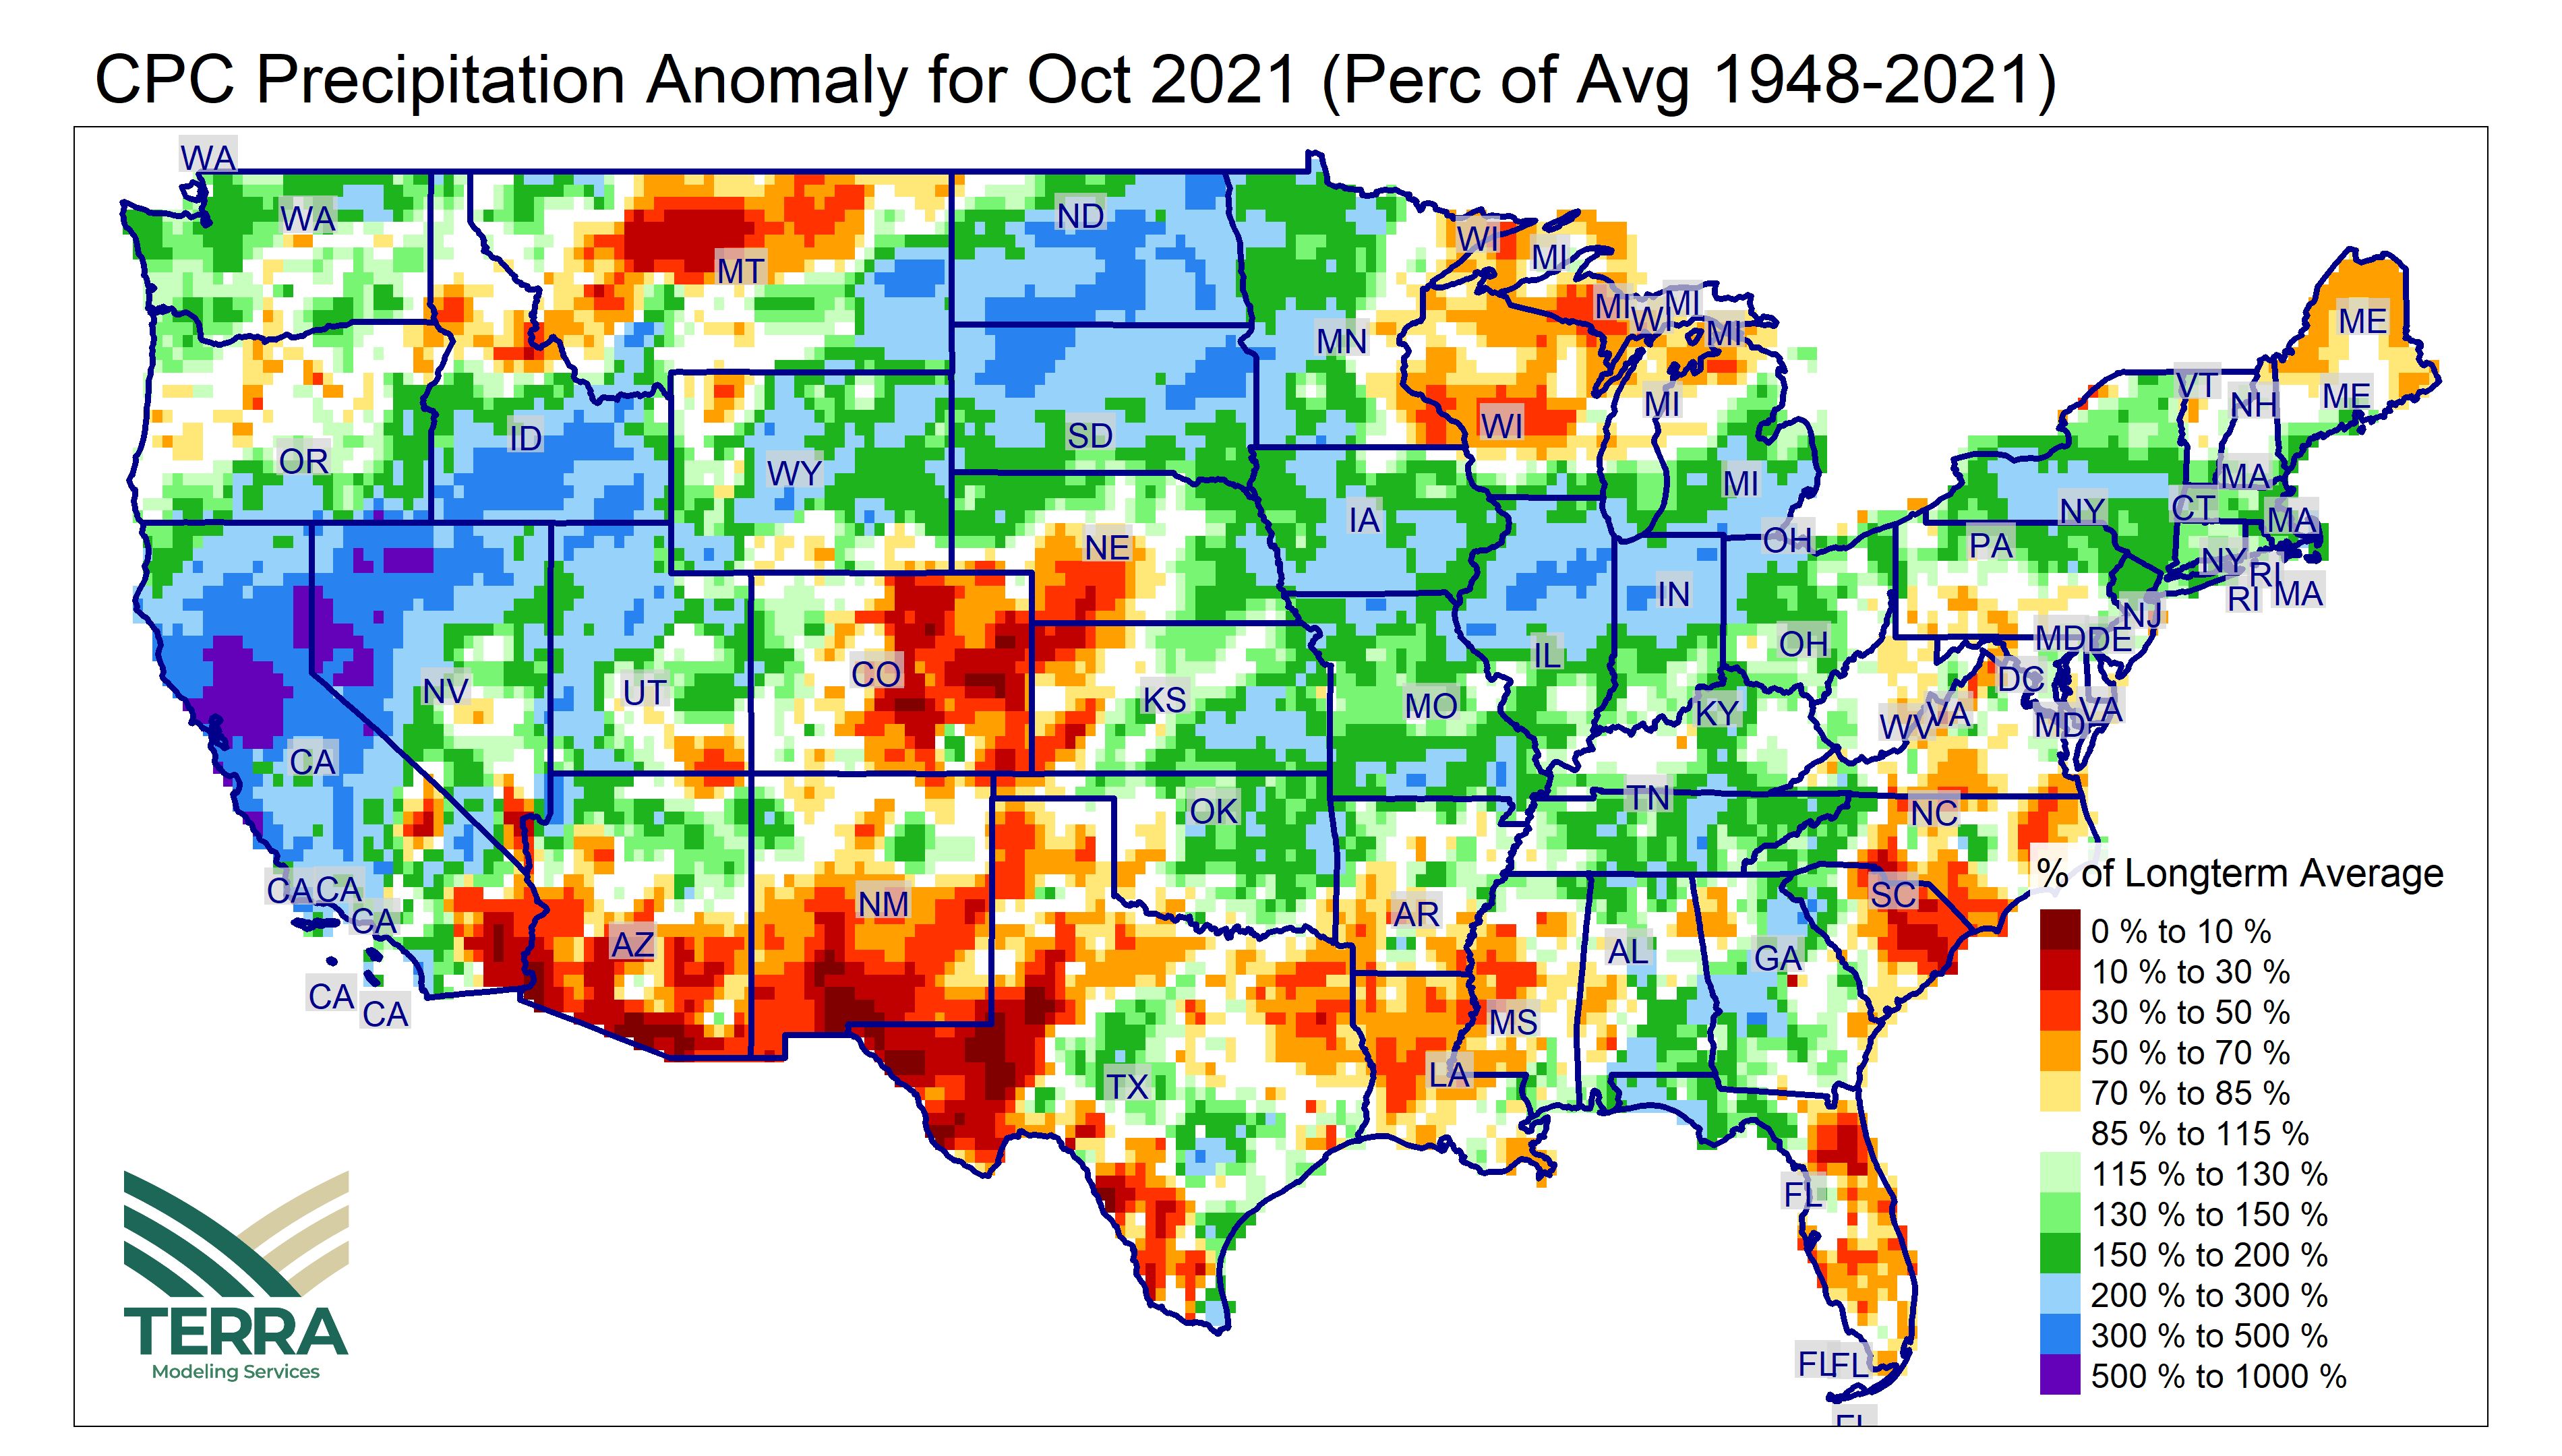 CPC Precipitation Anomaly for Oct 2021 (Perc of Avg 1948-2021)
WA
WA
ND
MT
WI
MI
MI
WI
MI
MI
MN
ME
VT
NH
ME
MI
WI
ID
OR
SD
WY
MI
MA
NY
CT
MA
IA
OH
PA
NE
NY
RI
MA
RI
IN
NJ
MD
DE
OH
IL
CO
NV
UT
KS
MO
KY
DC
WV
VA
MD
VA
CA
OK
TN
NC
CA
CA
CA
NM
AR
SC
AZ
AL
GA
CA
CA
MS
TX
LA
FL
FL
FL
FL
% of Longterm Average
0 % to 10 %
10 % to 30 %
30 % to 50 %
50 % to 70 %
70 % to 85 %
85 % to 115 %
115 % to 130 %
130 % to 150 %
150 % to 200 %
200 % to 300 %
300 % to 500 %
500 % to 1000 %
TERRA
Modeling Services